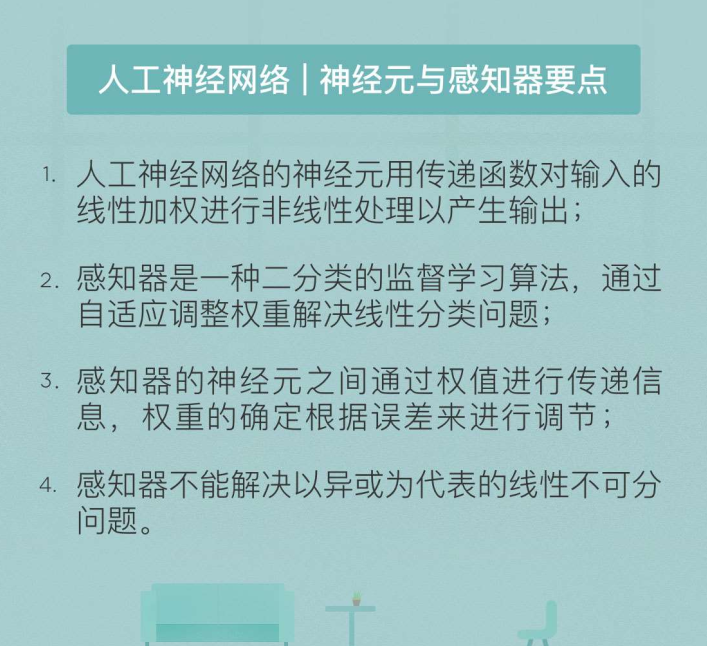 人工神经网络｜神经元与感知器要点
1. 人工神经网络的神经元用传递函数对输入的
线性加权进行非线性处理以产生输出；
2. 感知器是一种二分类的监督学习算法，通过
自适应调整权重解决线性分类问题；
3. 感知器的神经元之间通过权值进行传递信
息，权重的确定根据误差来进行调节；
4. 感知器不能解决以异或为代表的线性不可分
问题。